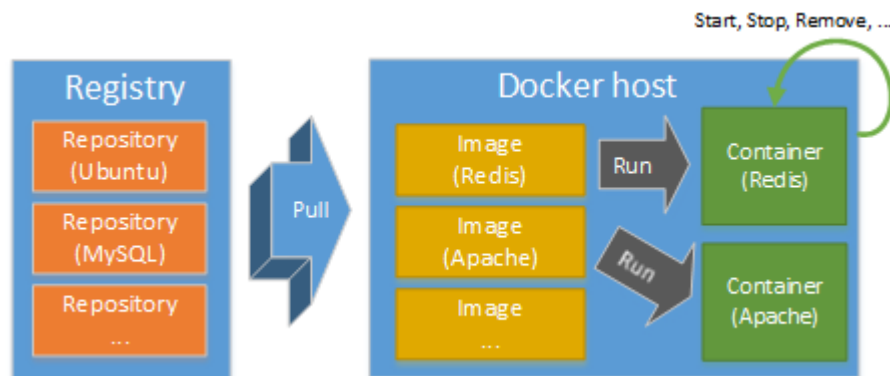 Start, Stop, Remove, ...
Registry
Repository
(Ubuntu)
Repository
(MySQL)
Repository
...
Pull
Docker host
Image
(Redis)
Image
(Apache)
Image
...
Run
Run
Container
(Redis)
Container
(Apache)